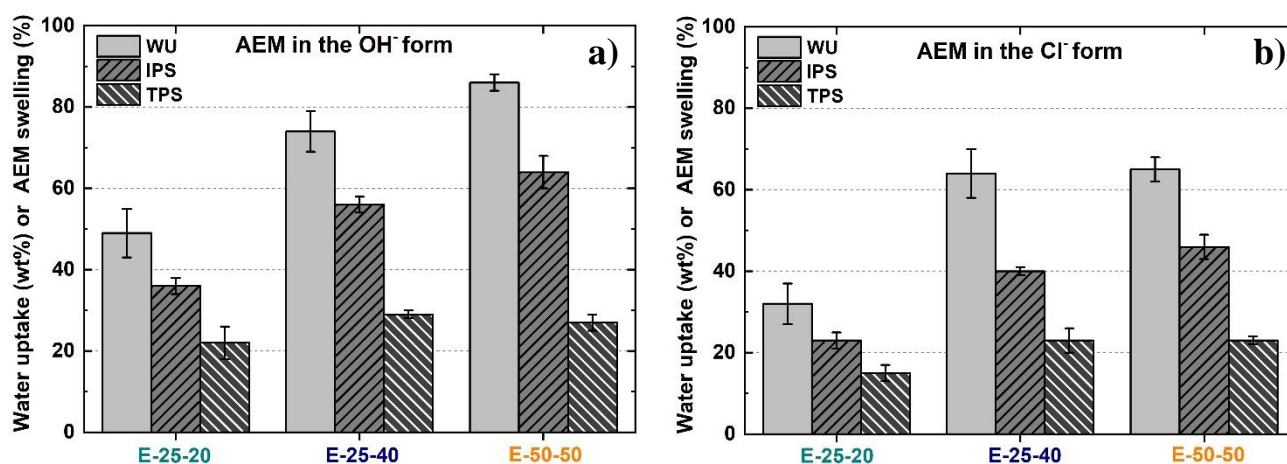 Water uptake (wt%) or AEM swelling (%)
100
80
60
40
20
0
WU
IPS
TPS
AEM in the OH⁻ form
a)
E-25-20
E-25-40
E-50-50
Water uptake (wt%) or AEM swelling (%)
100
80
60
40
20
0
WU
IPS
TPS
AEM in the Cl⁻ form
b)
E-25-20
E-25-40
E-50-50